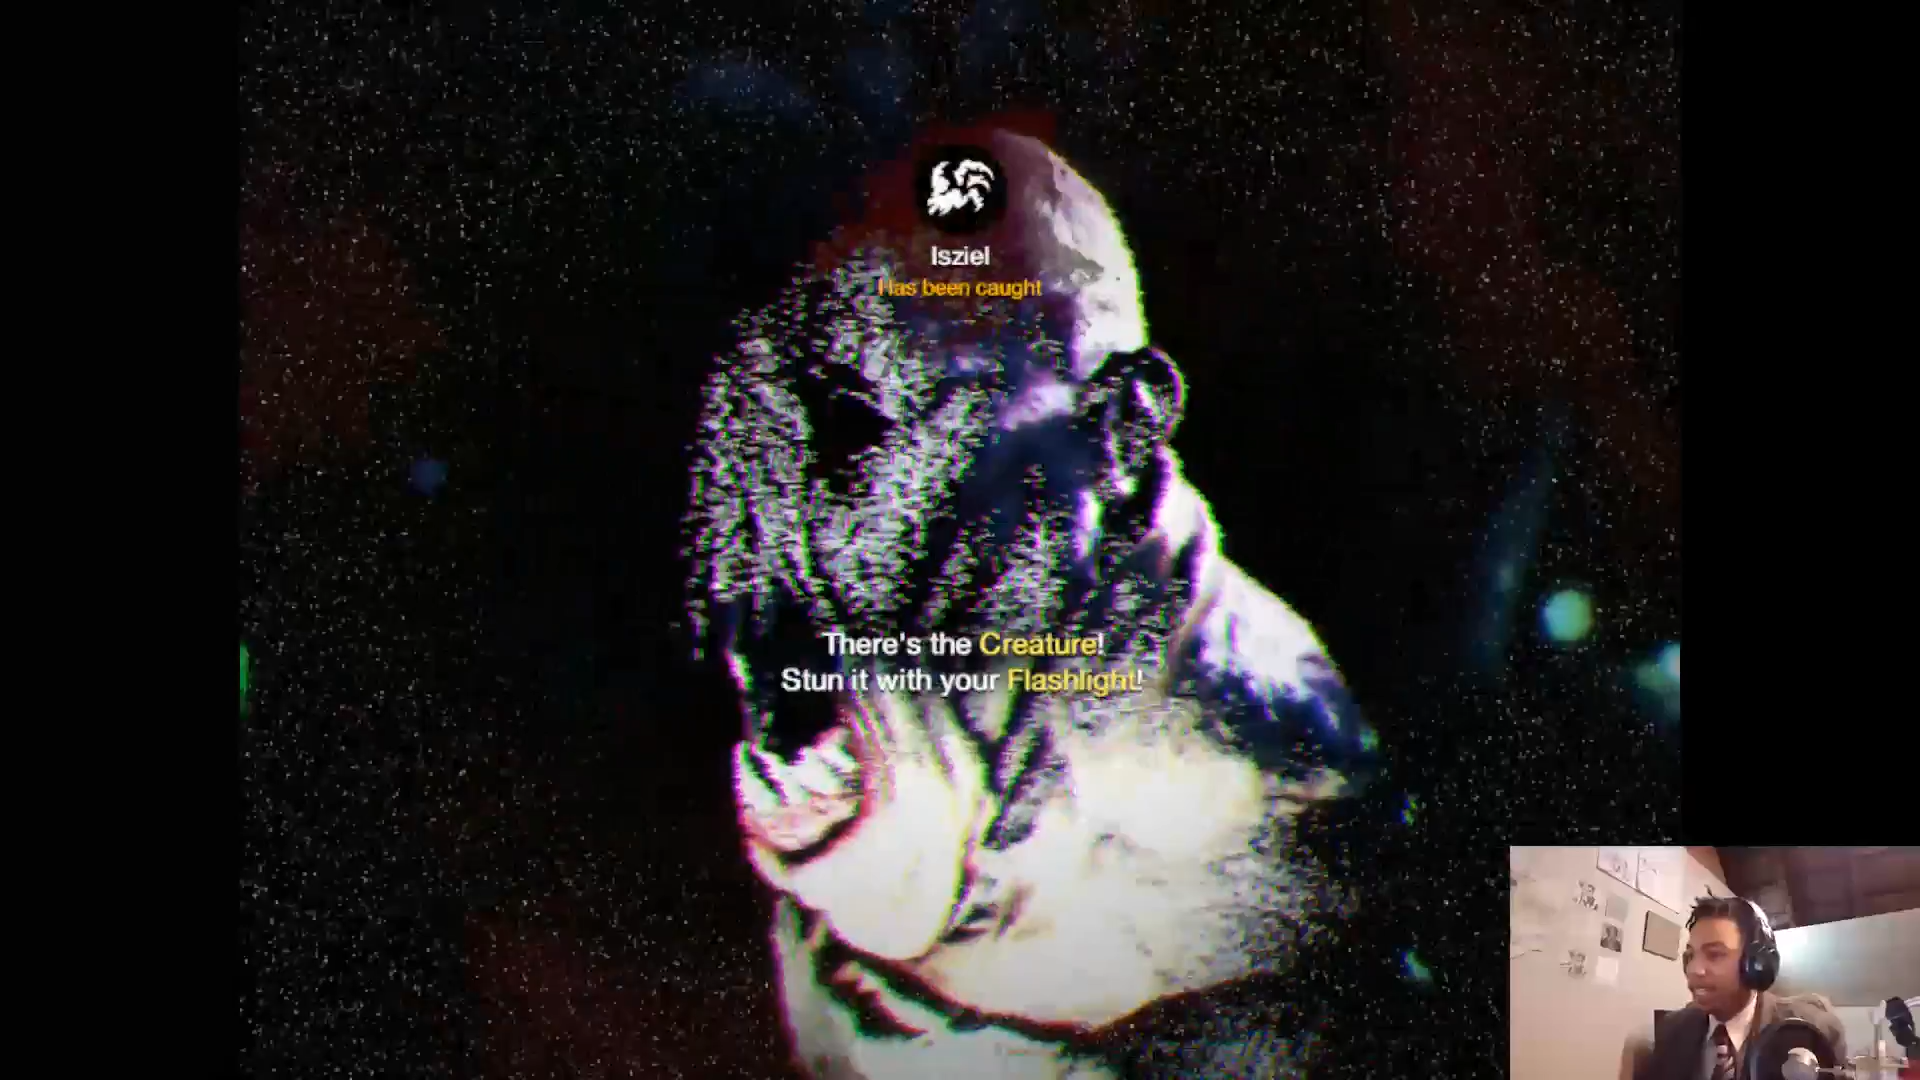 Isziel
Has been caught
There's the Creature!
Stun it with your Flashlight!